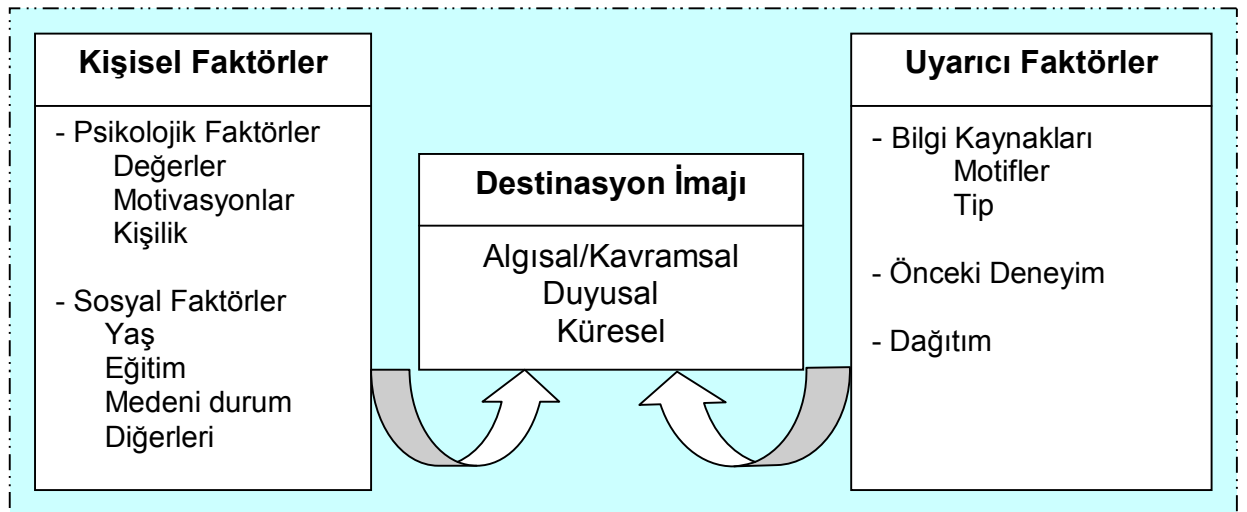 Kişisel Faktörler
- Psikolojik Faktörler
Değerler
Motivasyonlar
Kişilik
- Sosyal Faktörler
Yaş
Eğitim
Medeni durum
Diğerleri
Destinasyon İmajı
Algısal/Kavramsal
Duyusal
Küresel
Uyarıcı Faktörler
- Bilgi Kaynakları
Motifler
Tip
- Önceki Deneyim
- Dağıtım